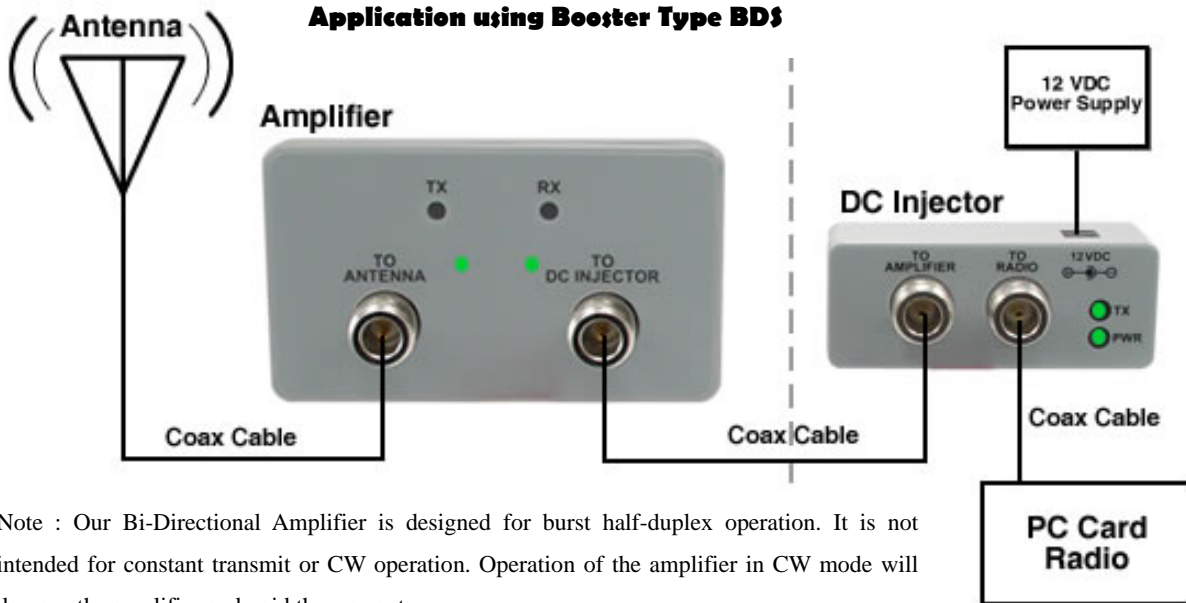 Application using Booster Type BDS
Antenna
12 VDC
Power Supply
Amplifier
TX
RX
DC Injector
TO
ANTENNA
TO
DC INJECTOR
TO
AMPLIFIER
TO
RADIO
12 VDC
TX
PWR
Coax Cable
Coax Cable
Coax Cable
Note : Our Bi-Directional Amplifier is designed for burst half-duplex operation. It is not
intended for constant transmit or CW operation. Operation of the amplifier in CW mode will
PC Card
Radio